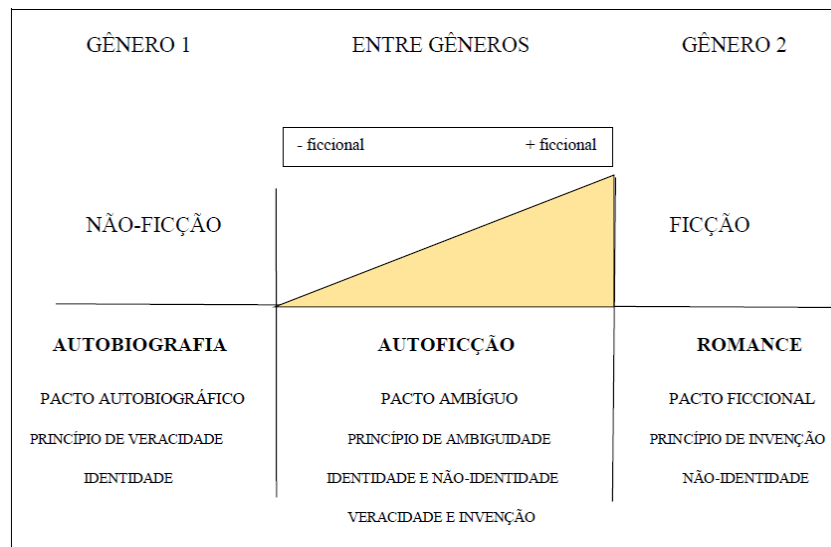 GÊNERO 1 ENTRE GÊNEROS GÊNERO 2
- ficcional + ficcional
NÃO-FICÇÃO FICÇÃO
AUTOBIOGRAFIA AUTOFICÇÃO ROMANCE
PACTO AUTOBIOGRÁFICO PACTO AMBÍGUO PACTO FICCIONAL
PRINCÍPIO DE VERACIDADE PRINCÍPIO DE AMBIGUIDADE PRINCÍPIO DE INVENÇÃO
IDENTIDADE IDENTIDADE E NÃO-IDENTIDADE NÃO-IDENTIDADE
VERACIDADE E INVENÇÃO